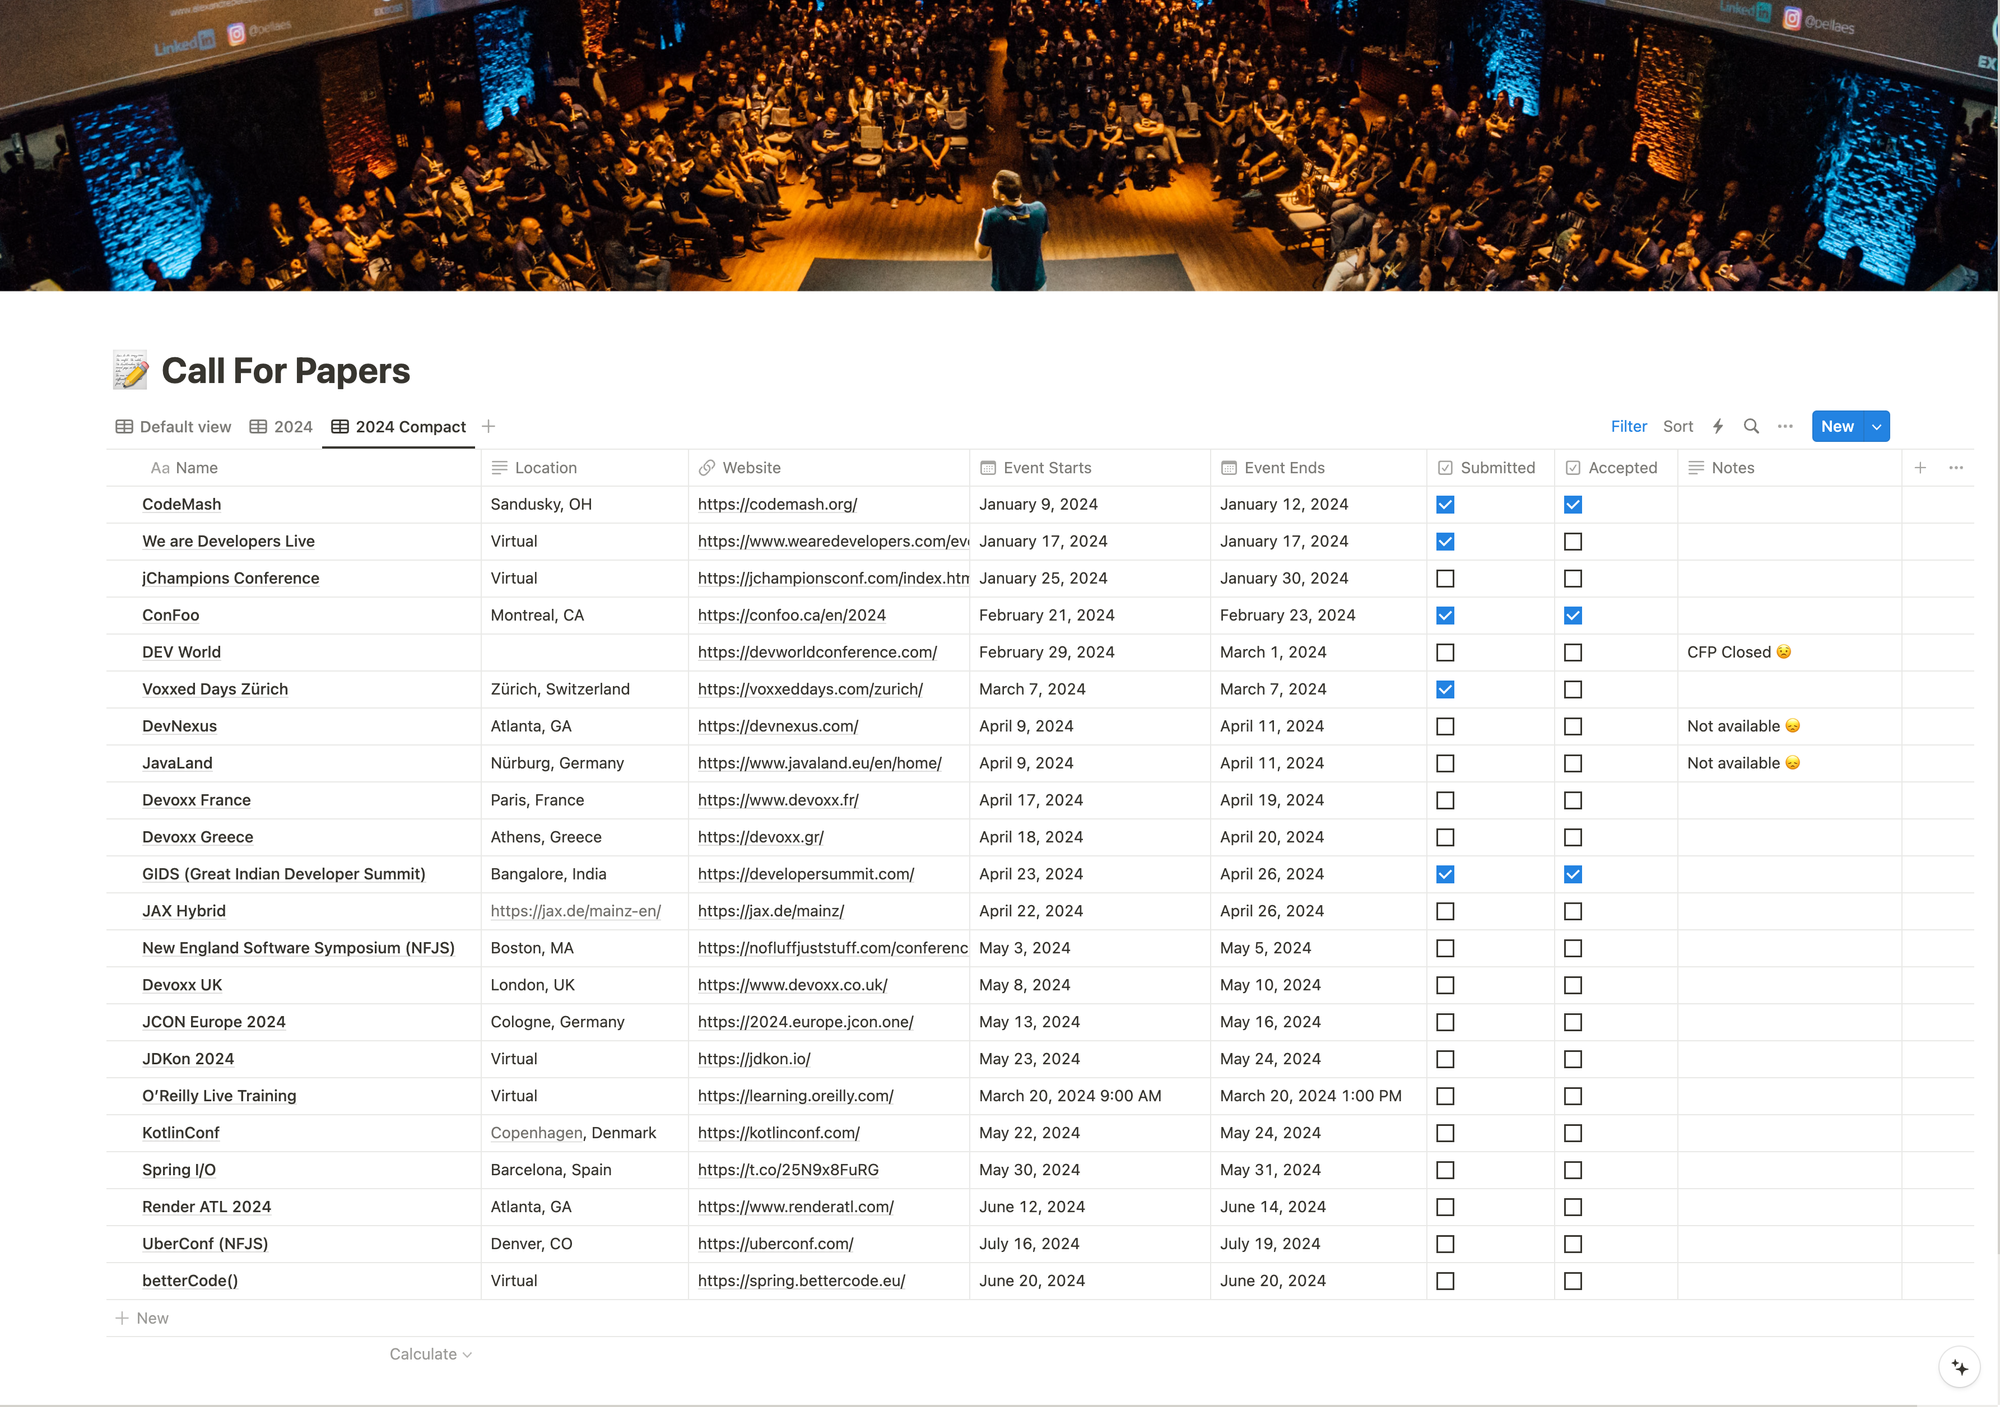 Linked in @pellaes
Linked in @pellaes
EX
Call For Papers
Default view 2024 2024 Compact
Filter Sort New
Aa Name Location Website Event Starts Event Ends Submitted Accepted Notes
CodeMash Sandusky, OH https://codemash.org/ January 9, 2024 January 12, 2024
We are Developers Live Virtual https://www.wearedevelopers.com/eve January 17, 2024 January 17, 2024
jChampions Conference Virtual https://jchampionsconf.com/index.htm January 25, 2024 January 30, 2024
ConFoo Montreal, CA https://confoo.ca/en/2024 February 21, 2024 February 23, 2024
DEV World https://devworldconference.com/ February 29, 2024 March 1, 2024 CFP Closed 😟
Voxxed Days Zürich Zürich, Switzerland https://voxxeddays.com/zurich/ March 7, 2024 March 7, 2024
DevNexus Atlanta, GA https://devnexus.com/ April 9, 2024 April 11, 2024 Not available 😞
JavaLand Nürburg, Germany https://www.javaland.eu/en/home/ April 9, 2024 April 11, 2024 Not available 😞
Devoxx France Paris, France https://www.devoxx.fr/ April 17, 2024 April 19, 2024
Devoxx Greece Athens, Greece https://devoxx.gr/ April 18, 2024 April 20, 2024
GIDS (Great Indian Developer Summit) Bangalore, India https://developersummit.com/ April 23, 2024 April 26, 2024
JAX Hybrid https://jax.de/mainz-en/ https://jax.de/mainz/ April 22, 2024 April 26, 2024
New England Software Symposium (NFJS) Boston, MA https://nofluffjuststuff.com/conferenc May 3, 2024 May 5, 2024
Devoxx UK London, UK https://www.devoxx.co.uk/ May 8, 2024 May 10, 2024
JCON Europe 2024 Cologne, Germany https://2024.europe.jcon.one/ May 13, 2024 May 16, 2024
JDKon 2024 Virtual https://jdkon.io/ May 23, 2024 May 24, 2024
O’Reilly Live Training Virtual https://learning.oreilly.com/ March 20, 2024 9:00 AM March 20, 2024 1:00 PM
KotlinConf Copenhagen, Denmark https://kotlinconf.com/ May 22, 2024 May 24, 2024
Spring I/O Barcelona, Spain https://t.co/25N9x8FuRG May 30, 2024 May 31, 2024
Render ATL 2024 Atlanta, GA https://www.renderatl.com/ June 12, 2024 June 14, 2024
UberConf (NFJS) Denver, CO https://uberconf.com/ July 16, 2024 July 19, 2024
betterCode() Virtual https://spring.bettercode.eu/ June 20, 2024 June 20, 2024
New
Calculate